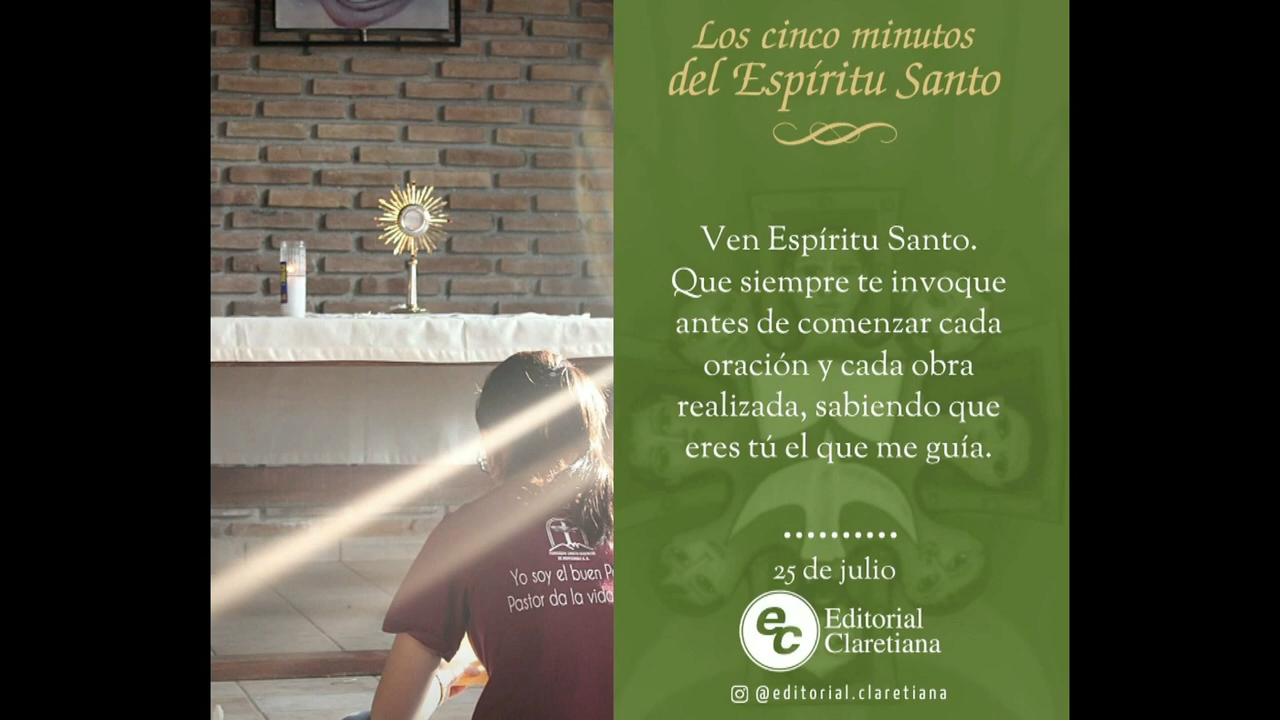 Los cinco minutos
del Espíritu Santo
Ven Espíritu Santo.
Que siempre te invoque
antes de comenzar cada
oración y cada obra
realizada, sabiendo que
eres tú el que me guía.
25 de julio
ec
Editorial
Claretiana
@editorial.claretiana
Yo soy el buen
Pastor da la vida